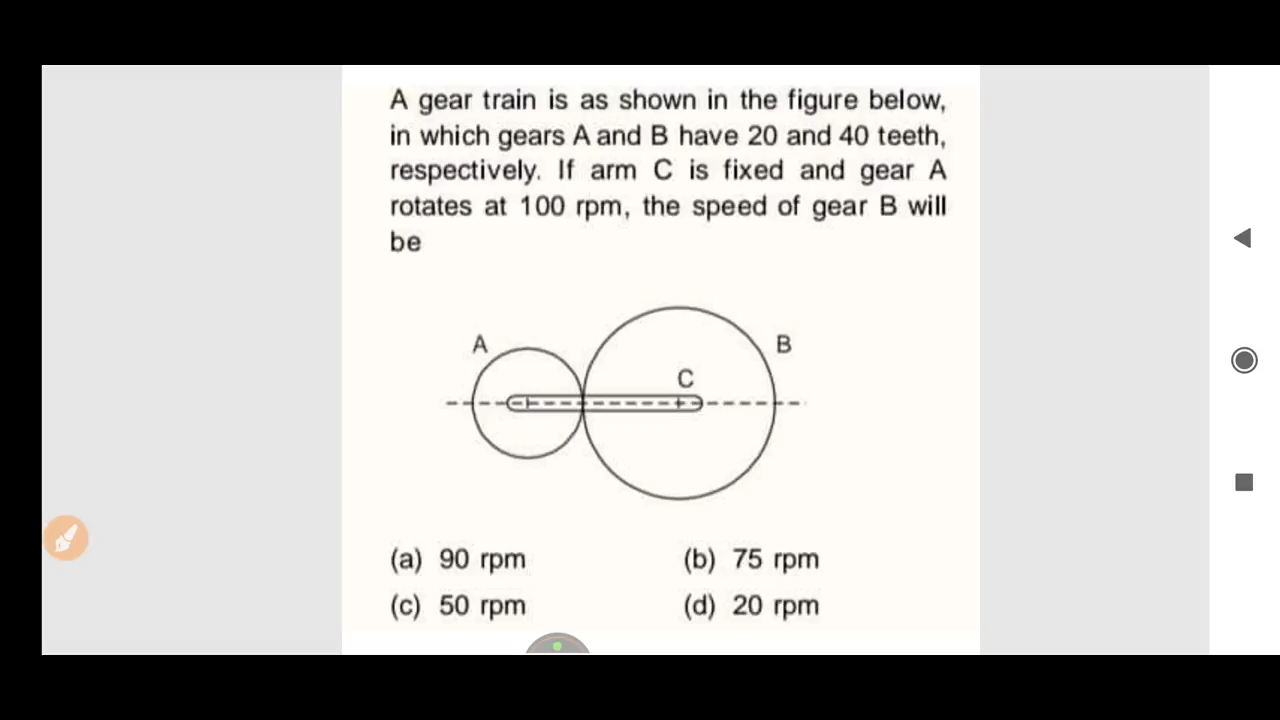 A gear train is as shown in the figure below,
in which gears A and B have 20 and 40 teeth,
respectively. If arm C is fixed and gear A
rotates at 100 rpm, the speed of gear B will
be
A
B
C
(a) 90 rpm (b) 75 rpm
(c) 50 rpm (d) 20 rpm